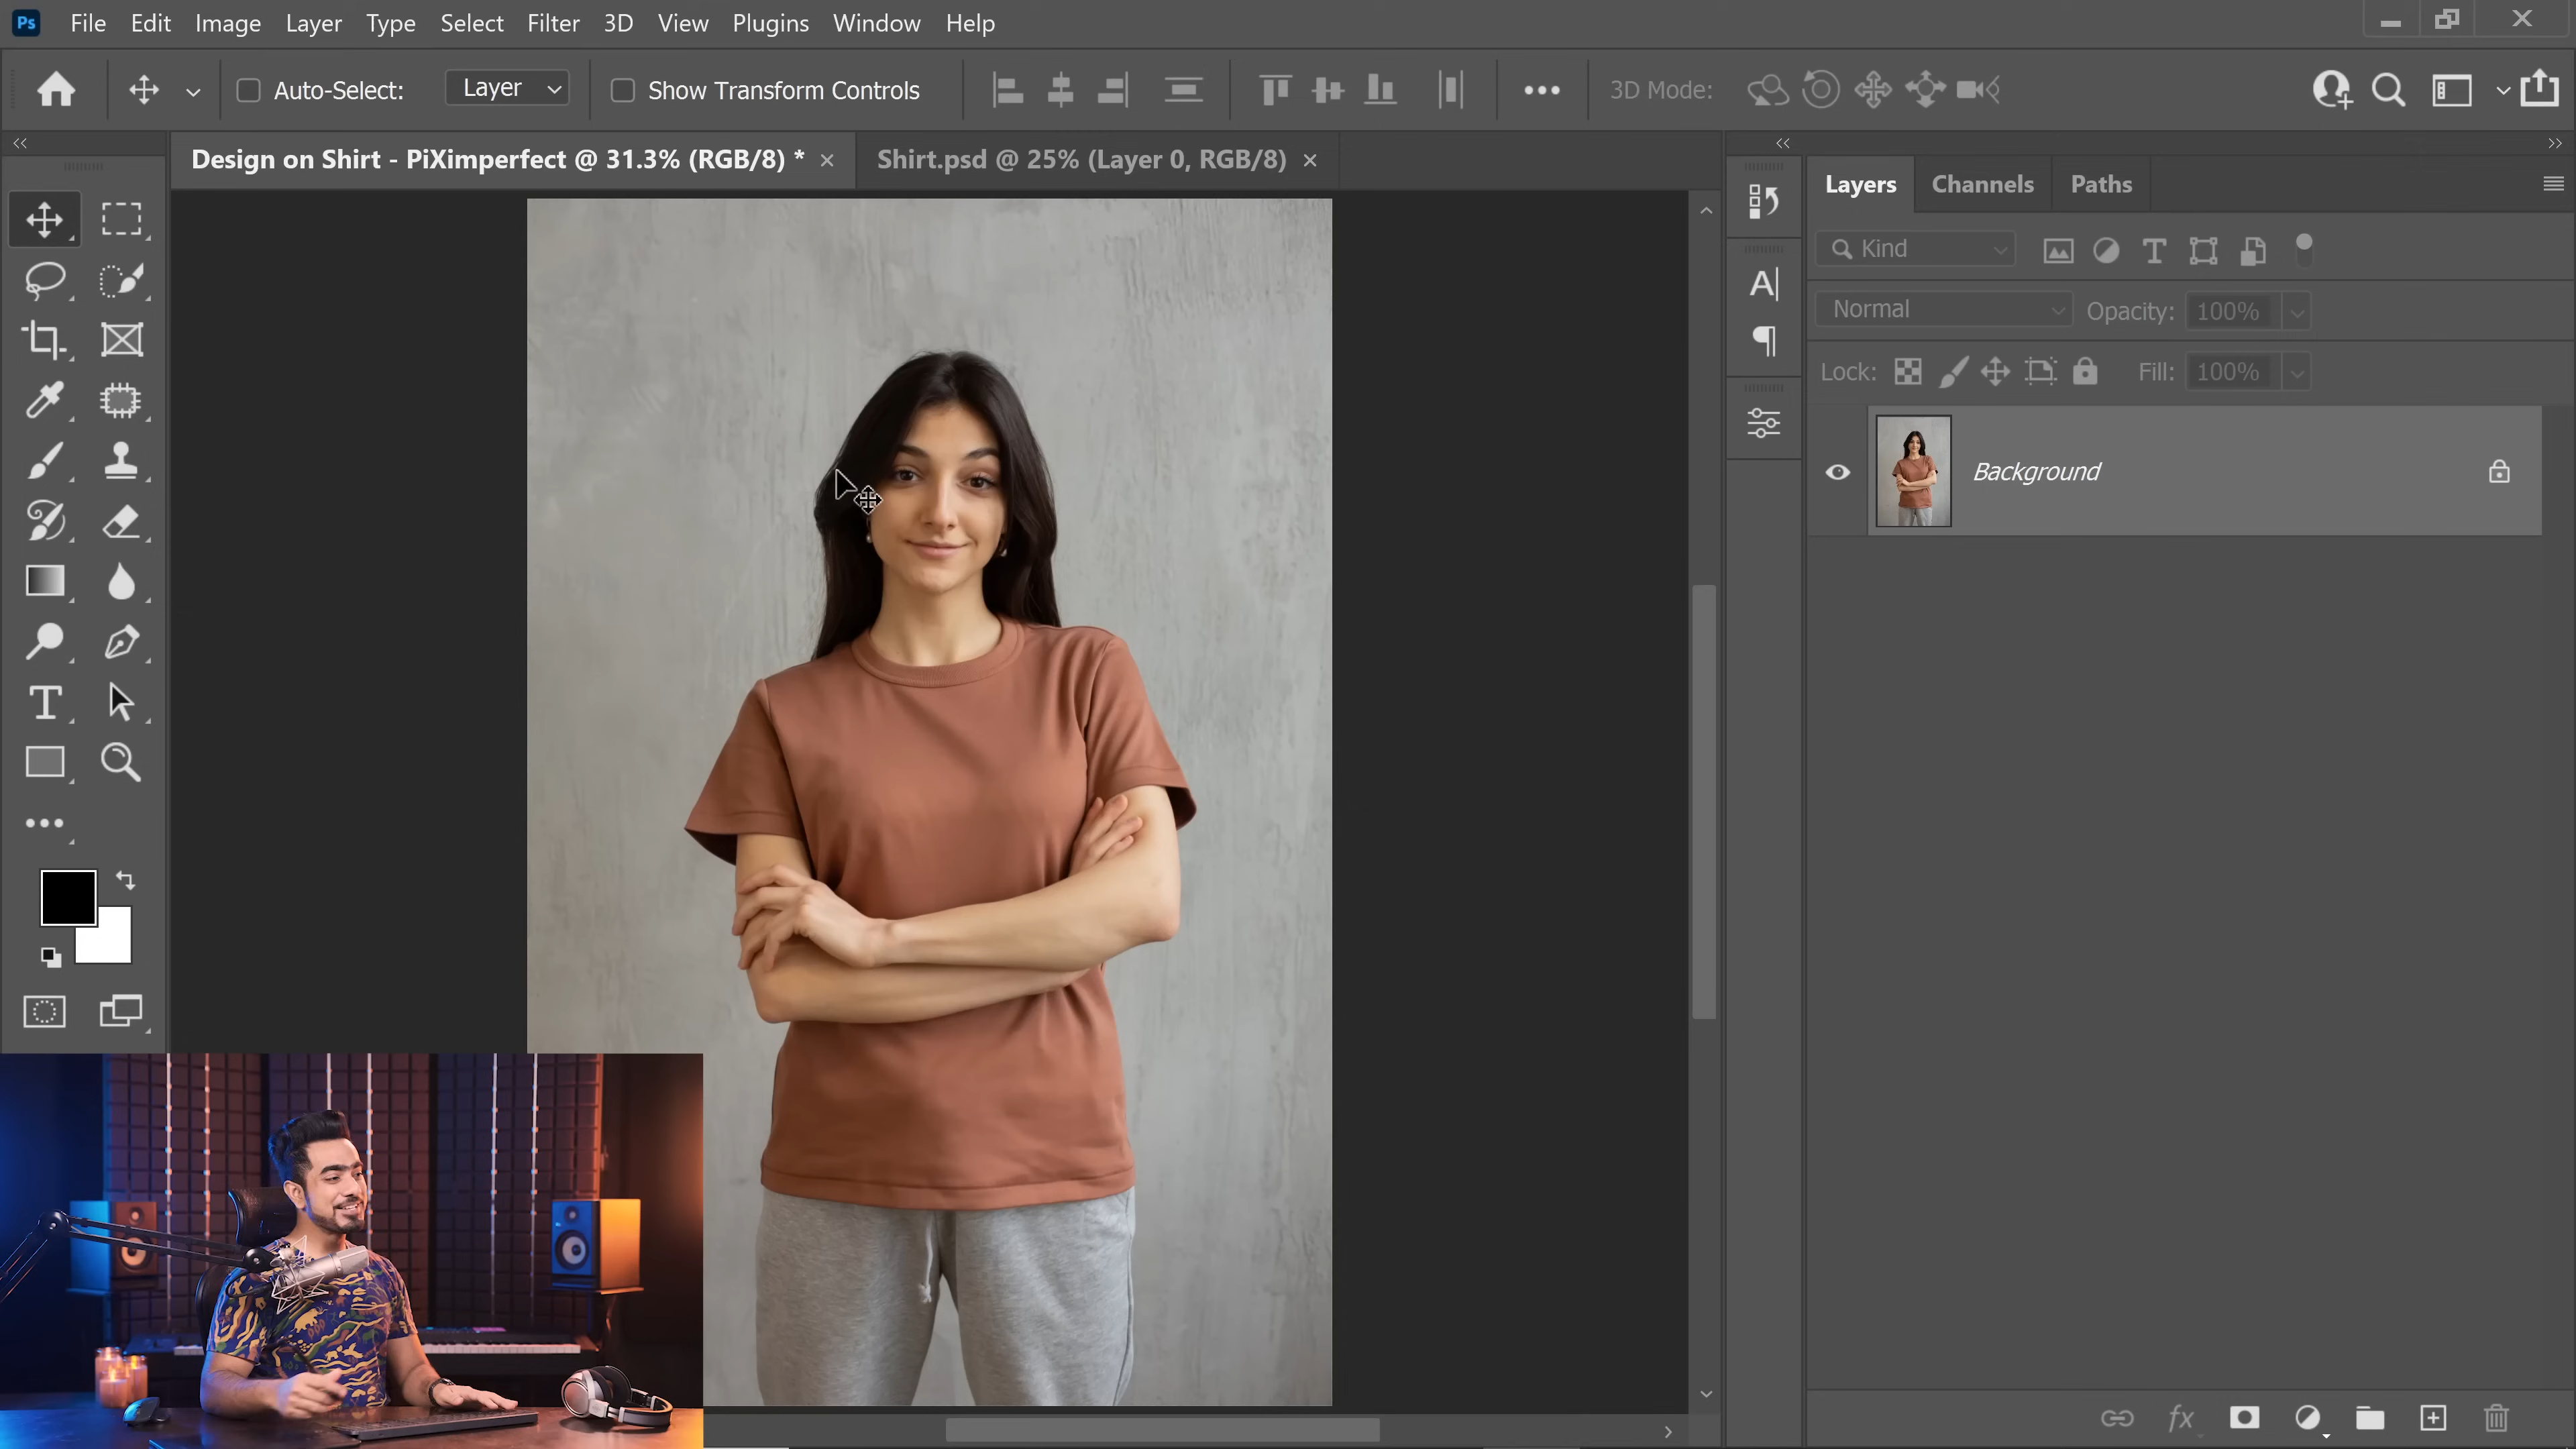 Ps File Edit Image Layer Type Select Filter 3D View Plugins Window Help
Auto-Select: Layer Show Transform Controls 3D Mode:
Design on Shirt - PiXimperfect @ 31.3% (RGB/8) * Shirt.psd @ 25% (Layer 0, RGB/8)
Layers Channels Paths
Kind
Normal Opacity: 100%
Lock: Fill: 100%
Background
fx